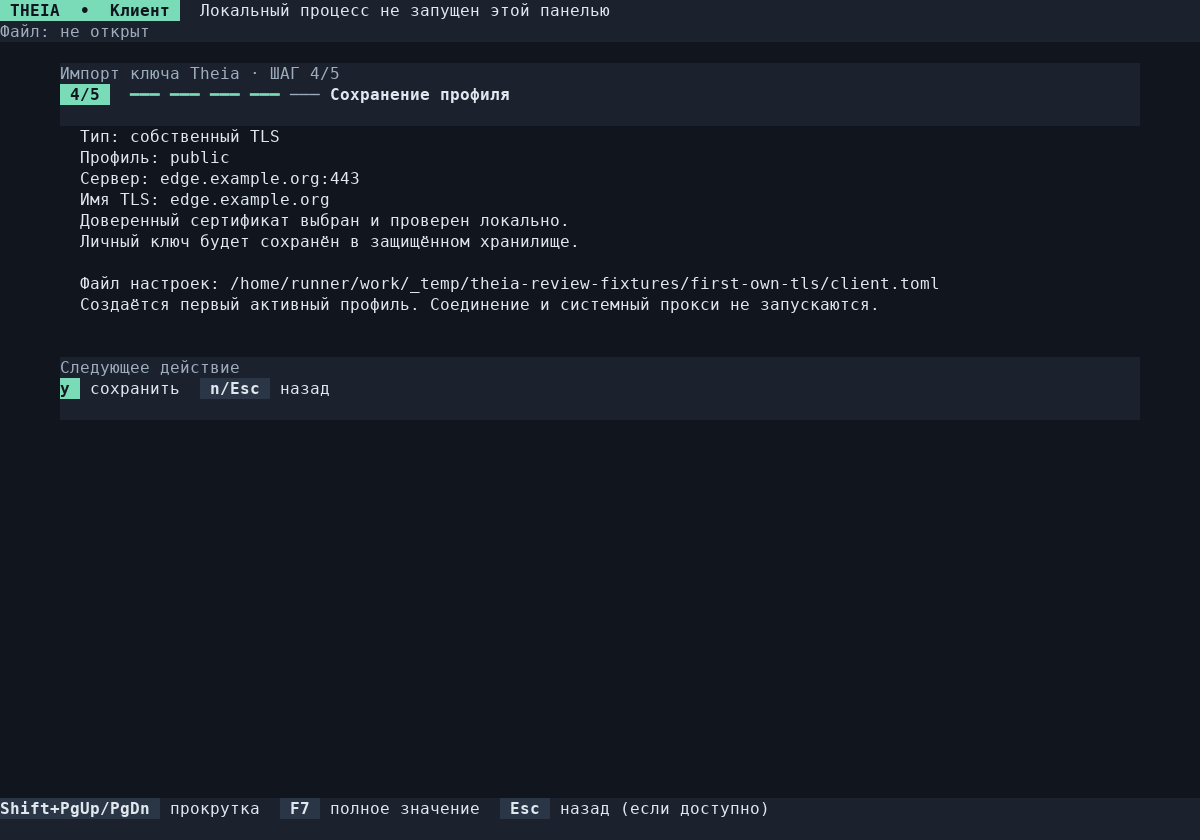 THEIA • Клиент Локальный процесс не запущен этой панелью
Файл: не открыт
Импорт ключа Theia · ШАГ 4/5
4/5 ━━━ ━━━ ━━━ ━━━ ─── Сохранение профиля
Тип: собственный TLS
Профиль: public
Сервер: edge.example.org:443
Имя TLS: edge.example.org
Доверенный сертификат выбран и проверен локально.
Личный ключ будет сохранён в защищённом хранилище.
Файл настроек: /home/runner/work/_temp/theia-review-fixtures/first-own-tls/client.toml
Создаётся первый активный профиль. Соединение и системный прокси не запускаются.
Следующее действие
y сохранить n/Esc назад
Shift+PgUp/PgDn прокрутка F7 полное значение Esc назад (если доступно)